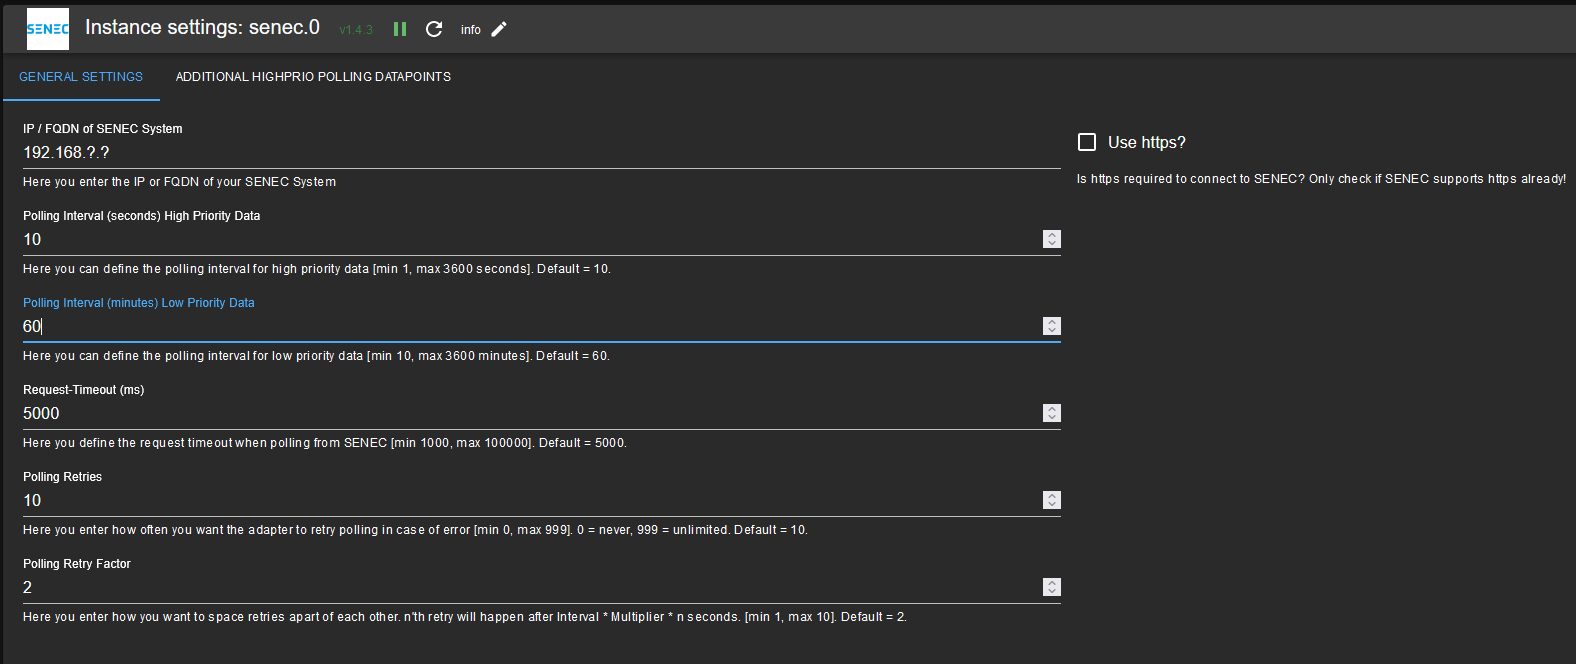 SENEC
Instance settings: senec.0
v1.4.3
info
GENERAL SETTINGS
ADDITIONAL HIGHPRIO POLLING DATAPOINTS
IP / FQDN of SENEC System
192.168.?.?
Here you enter the IP or FQDN of your SENEC System
Use https?
Is https required to connect to SENEC? Only check if SENEC supports https already!
Polling Interval (seconds) High Priority Data
10
Here you can define the polling interval for high priority data [min 1, max 3600 seconds]. Default = 10.
Polling Interval (minutes) Low Priority Data
60
Here you can define the polling interval for low priority data [min 10, max 3600 minutes]. Default = 60.
Request-Timeout (ms)
5000
Here you define the request timeout when polling from SENEC [min 1000, max 100000]. Default = 5000.
Polling Retries
10
Here you enter how often you want the adapter to retry polling in case of error [min 0, max 999]. 0 = never, 999 = unlimited. Default = 10.
Polling Retry Factor
2
Here you enter how you want to space retries apart of each other. n'th retry will happen after Interval * Multiplier * n seconds. [min 1, max 10]. Default = 2.